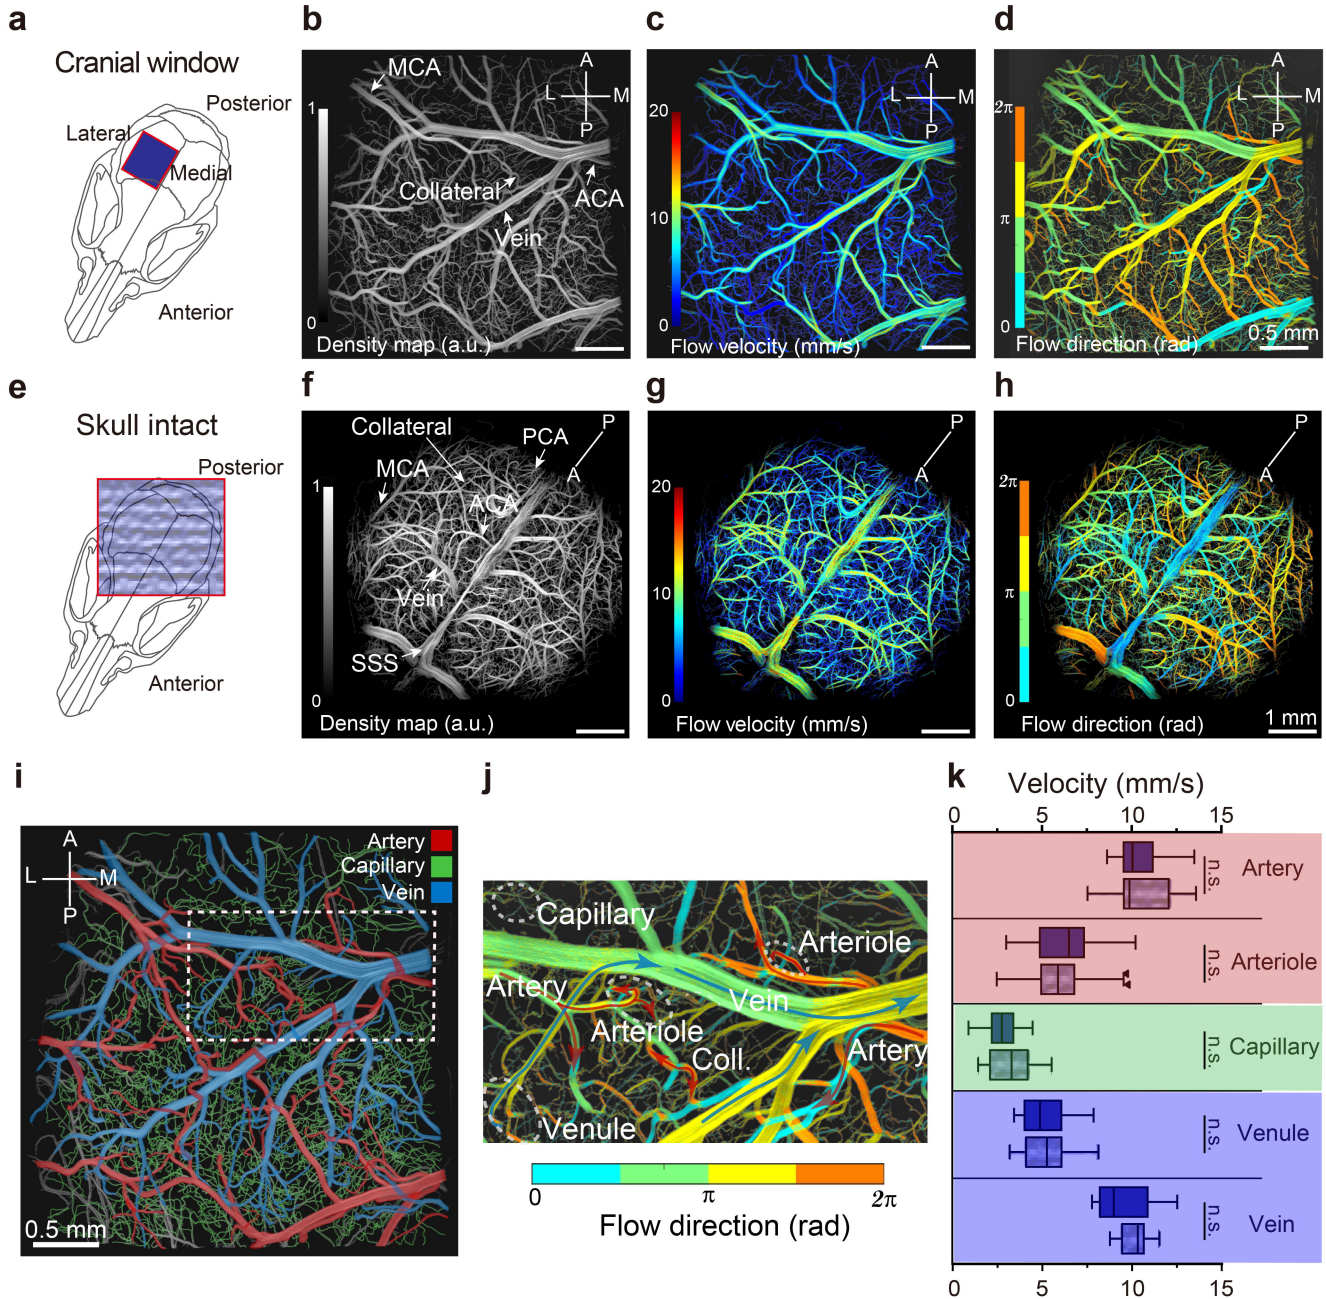 a
Cranial window
Posterior
Lateral
Medial
Anterior
b
MCA
A
L
M
P
1
Collateral
ACA
Vein
0
Density map (a.u.)
c
A
L
M
P
20
10
0
Flow velocity (mm/s)
d
A
L
M
P
2π
π
0
0.5 mm
Flow direction (rad)
e
Skull intact
Posterior
Anterior
f
Collateral
P
PCA
A
MCA
1
ACA
Vein
SSS
0
Density map (a.u.)
g
P
A
20
10
0
Flow velocity (mm/s)
h
P
A
2π
π
0
1 mm
Flow direction (rad)
i
A
L
M
P
Artery
Capillary
Vein
0.5 mm
j
Capillary
Arteriole
Artery
Vein
Arteriole
Coll.
Artery
Venule
0
π
2π
Flow direction (rad)
k
Velocity (mm/s)
0 5 10 15
n.s.
Artery
n.s.
Arteriole
n.s.
Capillary
n.s.
Venule
n.s.
Vein
0 5 10 15